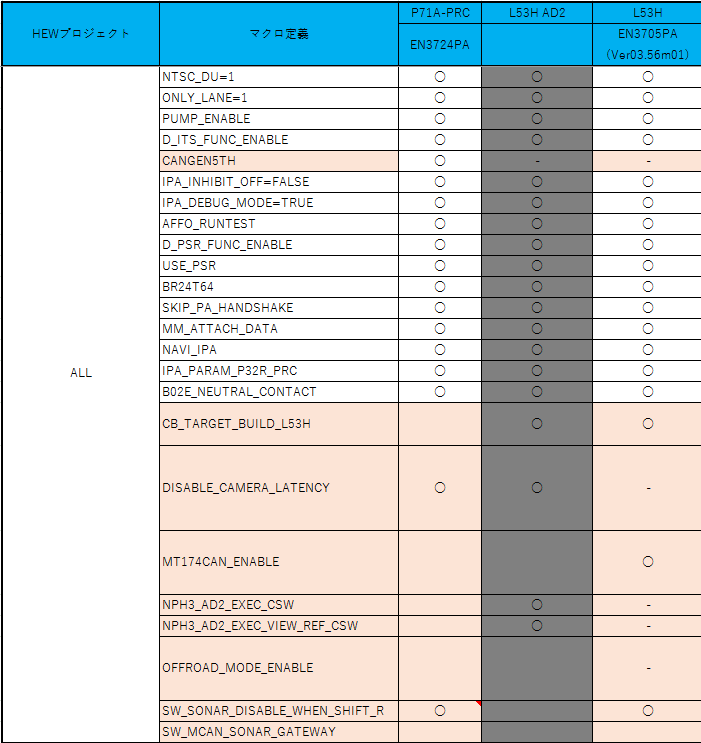 HEWプロジェクト マクロ定義 P71A-PRC L53H AD2 L53H
EN3724PA EN3705PA
(Ver03.56m01)
ALL
NTSC_DU=1 ○ ○ ○
ONLY_LANE=1 ○ ○ ○
PUMP_ENABLE ○ ○ ○
D_ITS_FUNC_ENABLE ○ ○ ○
CANGEN5TH ○ - -
IPA_INHIBIT_OFF=FALSE ○ ○ ○
IPA_DEBUG_MODE=TRUE ○ ○ ○
AFFO_RUNTEST ○ ○ ○
D_PSR_FUNC_ENABLE ○ ○ ○
USE_PSR ○ ○ ○
BR24T64 ○ ○ ○
SKIP_PA_HANDSHAKE ○ ○ ○
MM_ATTACH_DATA ○ ○ ○
NAVI_IPA ○ ○ ○
IPA_PARAM_P32R_PRC ○ ○ ○
B02E_NEUTRAL_CONTACT ○ ○ ○
CB_TARGET_BUILD_L53H ○ ○
DISABLE_CAMERA_LATENCY ○ ○ -
MT174CAN_ENABLE ○
NPH3_AD2_EXEC_CSW ○ -
NPH3_AD2_EXEC_VIEW_REF_CSW ○ -
OFFROAD_MODE_ENABLE -
SW_SONAR_DISABLE_WHEN_SHIFT_R ○ ○
SW_MCAN_SONAR_GATEWAY